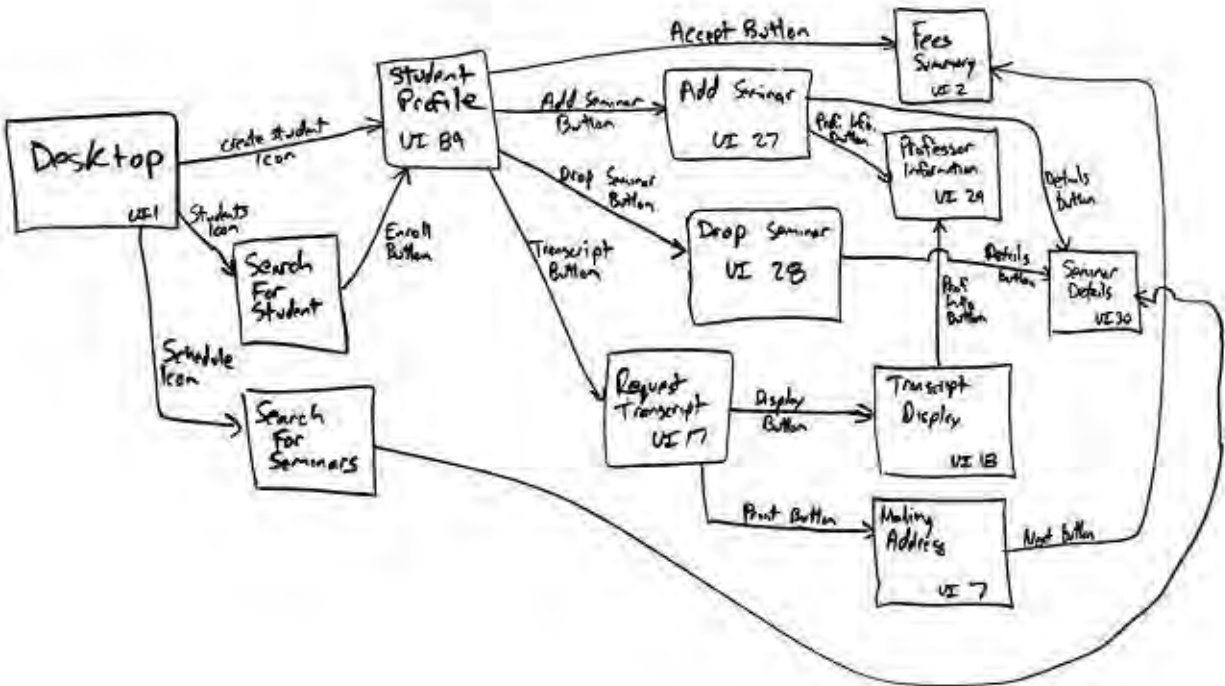 Desktop
UI 1
Create Student
Icon
Students
Icon
Schedule
Icon
Search
For
Student
Search
For
Seminars
Enroll
Button
Student
Profile
UI 89
Accept Button
Add Seminar
Button
Drop Seminar
Button
Transcript
Button
Add Seminar
UI 27
Drop Seminar
UI 28
Request
Transcript
UI 17
Prof. Info.
Button
Details
Button
Details
Button
Display
Button
Print Button
Fees
Summary
UI 2
Professor
Information
UI 29
Prof.
Info
Button
Seminar
Details
UI 30
Transcript
Display
UI 18
Mailing
Address
UI 7
Next Button